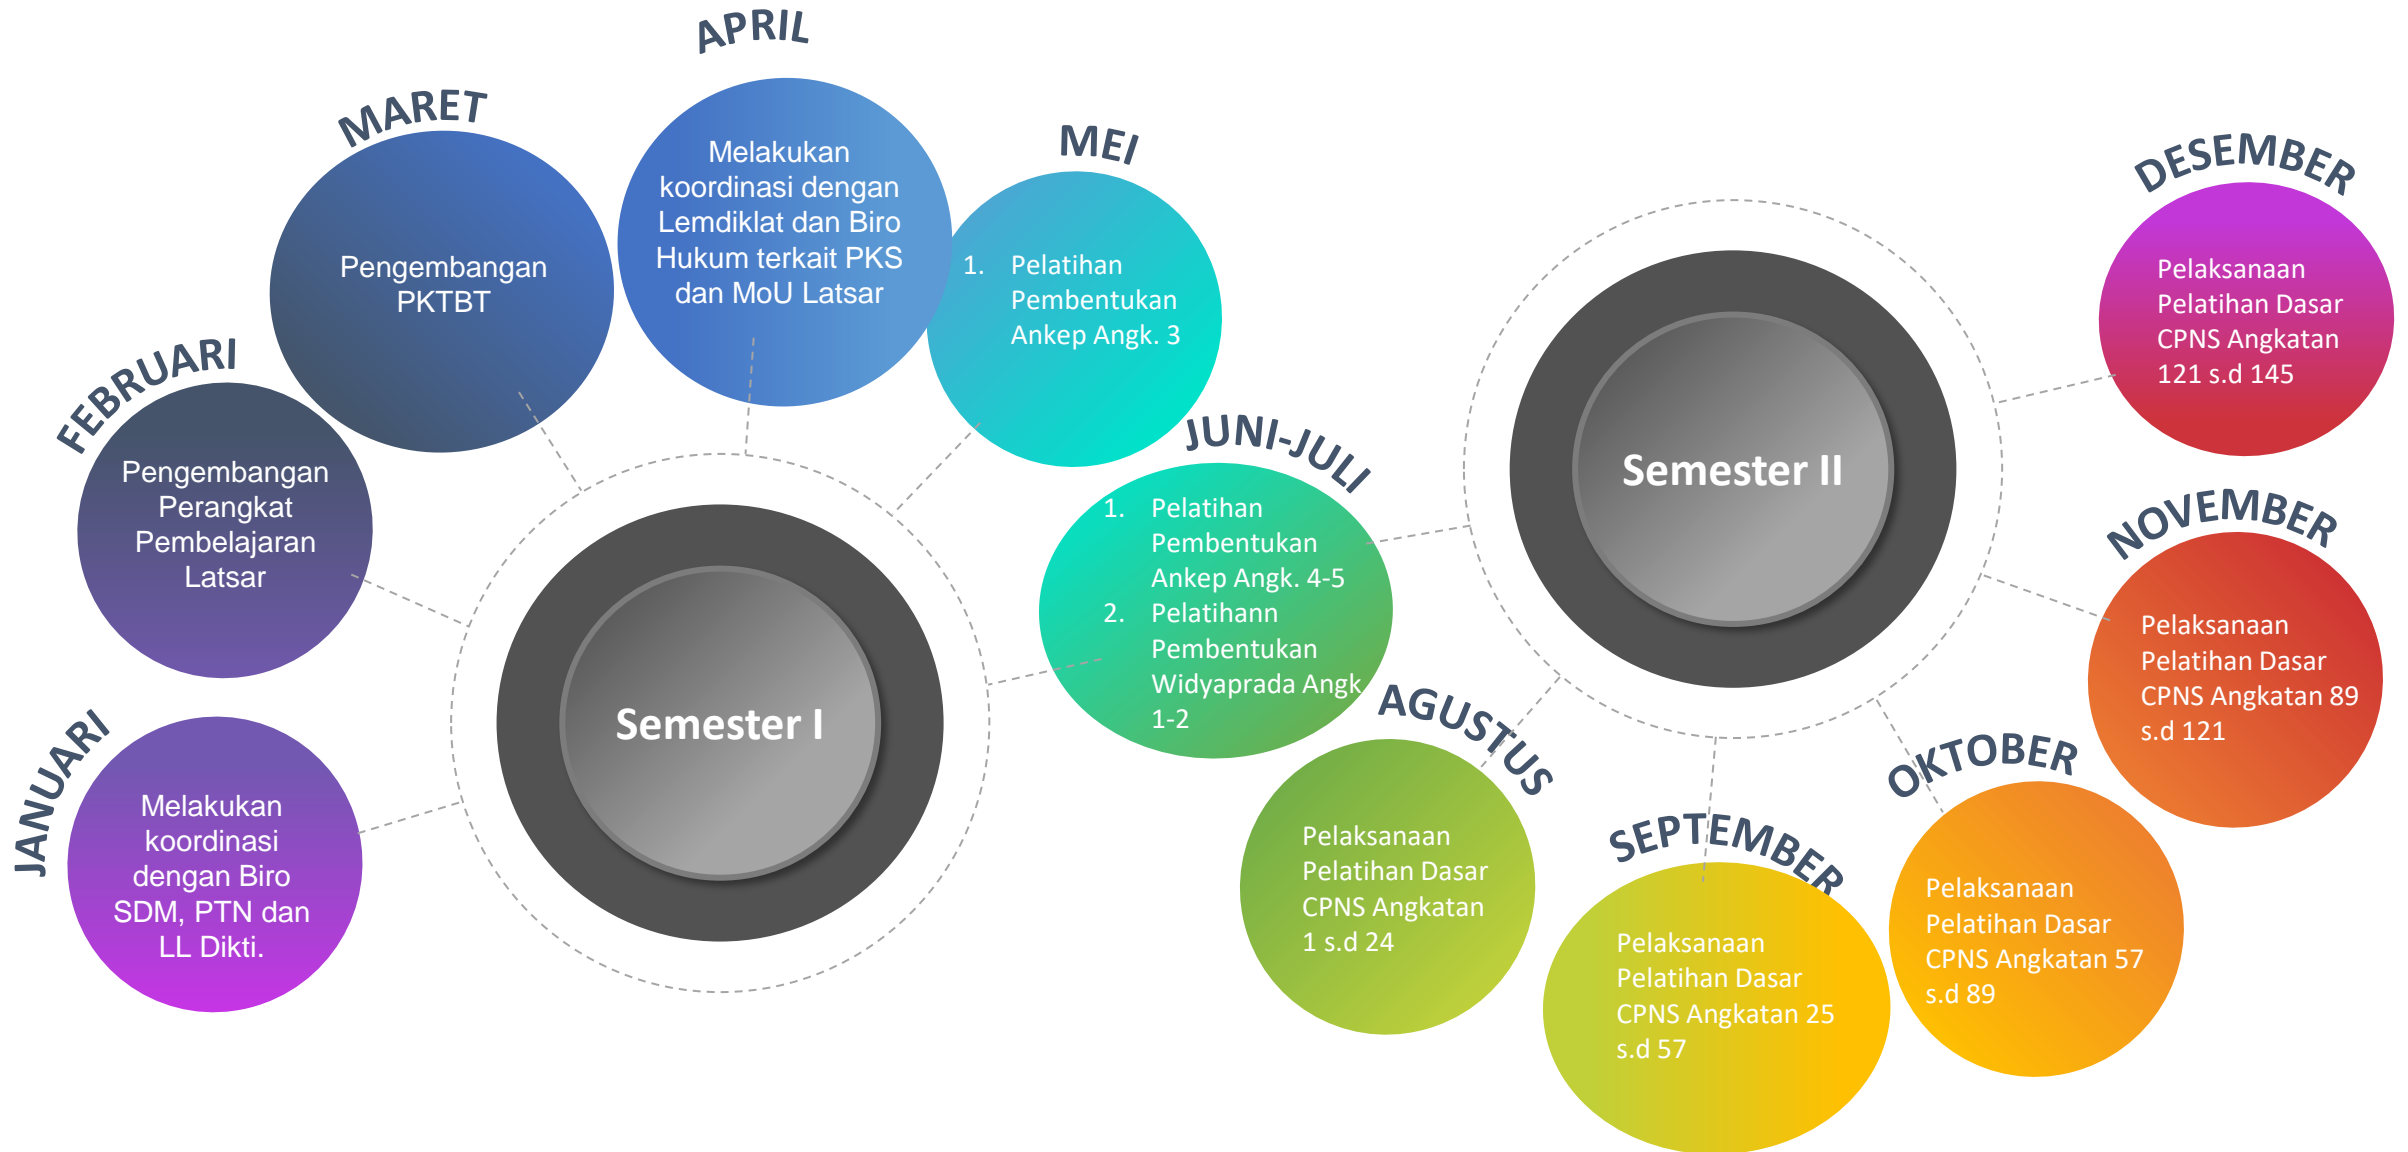 JANUARI
Melakukan
koordinasi
dengan Biro
SDM, PTN dan
LL Dikti.
FEBRUARI
Pengembangan
Perangkat
Pembelajaran
Latsar
MARET
Pengembangan
PKTBT
APRIL
Melakukan
koordinasi dengan
Lemdiklat dan Biro
Hukum terkait PKS
dan MoU Latsar
MEI
1. Pelatihan
Pembentukan
Ankep Angk. 3
JUNI-JULI
1. Pelatihan
Pembentukan
Ankep Angk. 4-5
2. Pelatihann
Pembentukan
Widyaprada Angk
1-2
Semester I
Semester II
AGUSTUS
Pelaksanaan
Pelatihan Dasar
CPNS Angkatan
1 s.d 24
SEPTEMBER
Pelaksanaan
Pelatihan Dasar
CPNS Angkatan 25
s.d 57
OKTOBER
Pelaksanaan
Pelatihan Dasar
CPNS Angkatan 57
s.d 89
NOVEMBER
Pelaksanaan
Pelatihan Dasar
CPNS Angkatan 89
s.d 121
DESEMBER
Pelaksanaan
Pelatihan Dasar
CPNS Angkatan
121 s.d 145